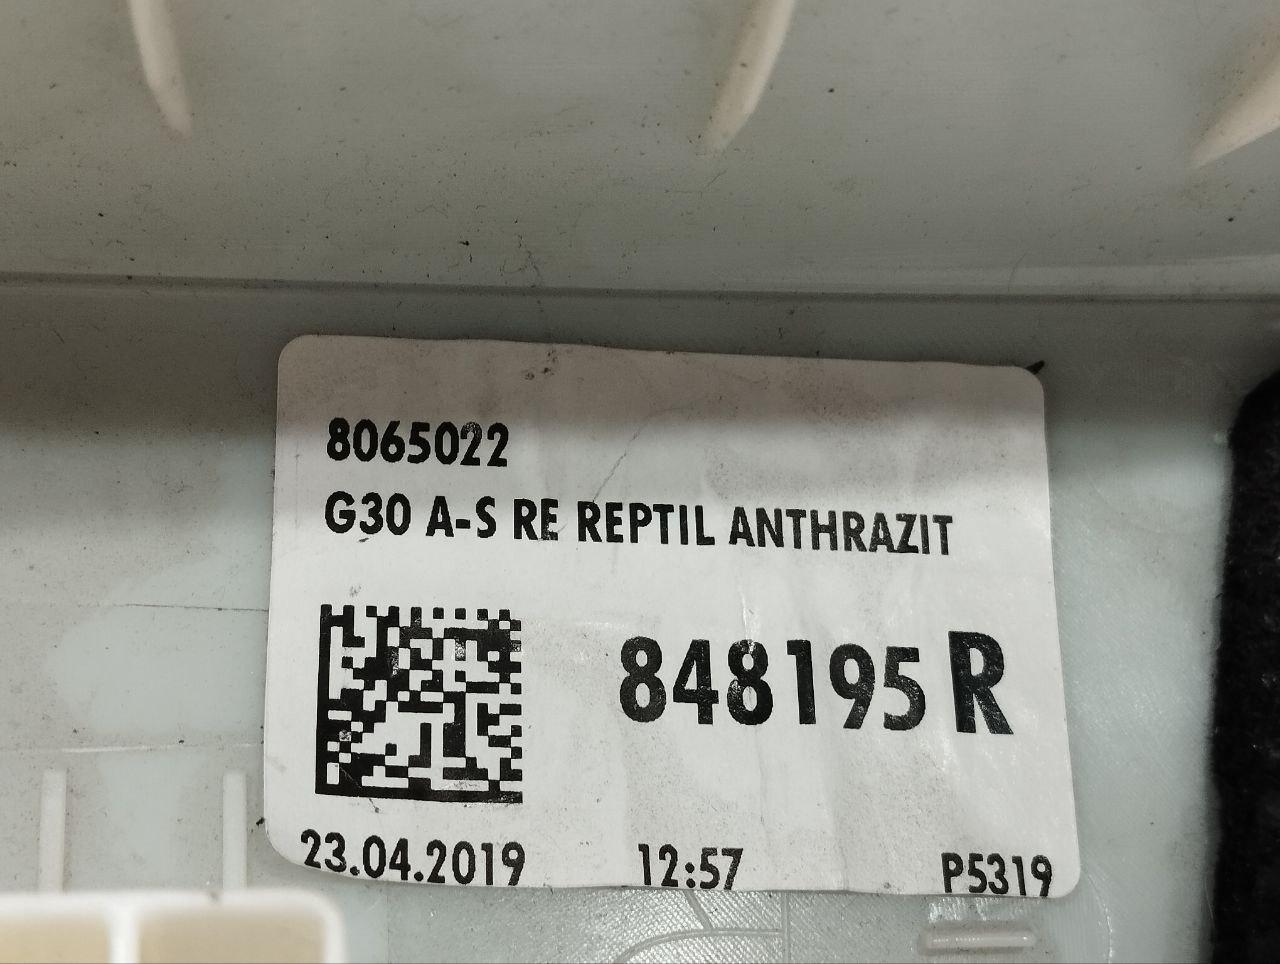 8065022
G30 A-S RE REPTIL ANTHRAZIT
848195 R
23.04.2019 12:57 P5319